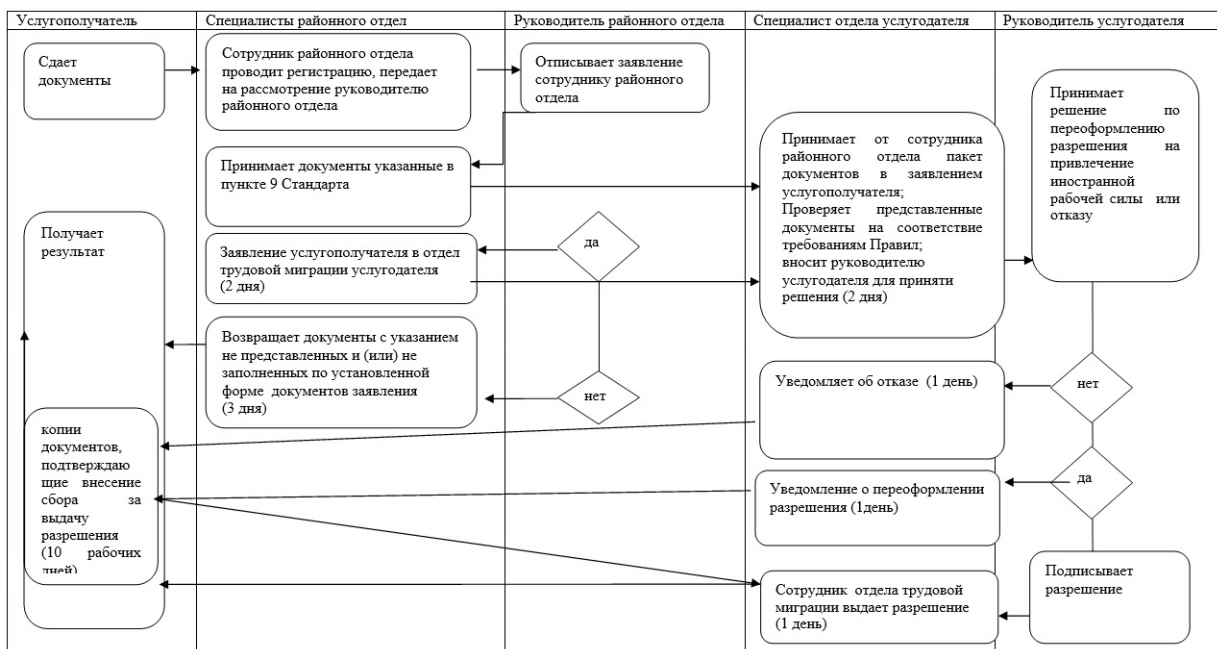 Услугополучатель
Специалисты районного отдел
Руководитель районного отдела
Специалист отдела услугодателя
Руководитель услугодателя
Сдает
документы
Сотрудник районного отдела
проводит регистрацию, передает
на рассмотрение руководителю
районного отдела
Отписывает заявление
сотруднику районного
отдела
Принимает документы указанные в
пункте 9 Стандарта
Принимает от сотрудника
районного отдела пакет
документов в заявлением
услугополучателя;
Проверяет представленные
документы на соответствие
требованиям Правил;
вносит руководителю
услугодателя для приняти
решения (2 дня)
Принимает
решение по
переоформлению
разрешения на
привлечение
иностранной
рабочей силы или
отказу
Получает
результат
Заявление услугополучателя в отдел
трудовой миграции услугодателя
(2 дня)
да
Возвращает документы с указанием
не представленных и (или) не
заполненных по установленной
форме документов заявления
(3 дня)
нет
Уведомляет об отказе (1 день)
нет
копии
документов,
подтверждаю
щие внесение
сбора за
выдачу
разрешения
(10 рабочих
дней)
Уведомление о переоформлении
разрешения (1день)
да
Сотрудник отдела трудовой
миграции выдает разрешение
(1 день)
Подписывает
разрешение